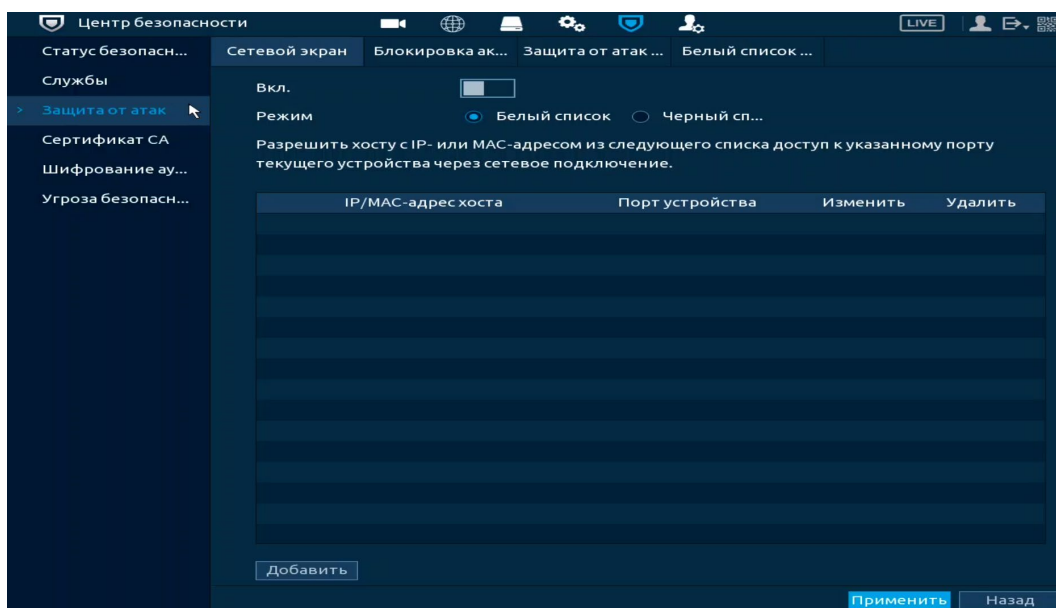 Центр безопасности LIVE
Статус безопасн...
Службы
Защита от атак
Сертификат CA
Шифрование ау...
Угроза безопасн...
Сетевой экран Блокировка ак... Защита от атак ... Белый список ...
Вкл.
Режим Белый список Черный сп...
Разрешить хосту с IP- или MAC-адресом из следующего списка доступ к указанному порту
текущего устройства через сетевое подключение.
IP/MAC-адрес хоста Порт устройства Изменить Удалить
Добавить
Применить Назад